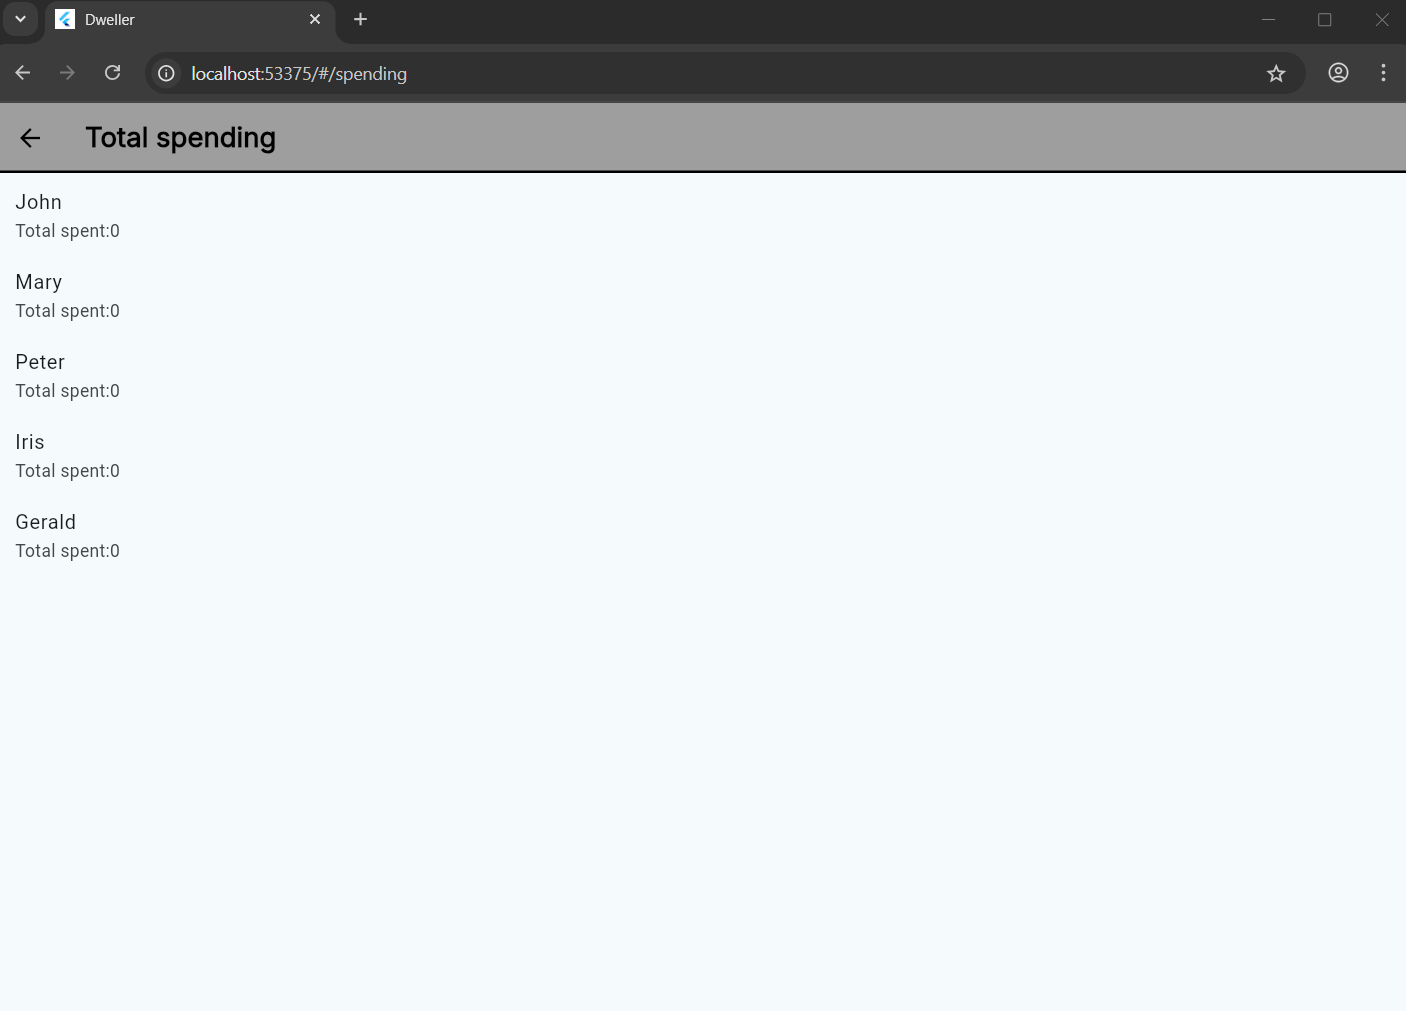 Dweller
localhost:53375/#/spending
Total spending
John
Total spent:0
Mary
Total spent:0
Peter
Total spent:0
Iris
Total spent:0
Gerald
Total spent:0